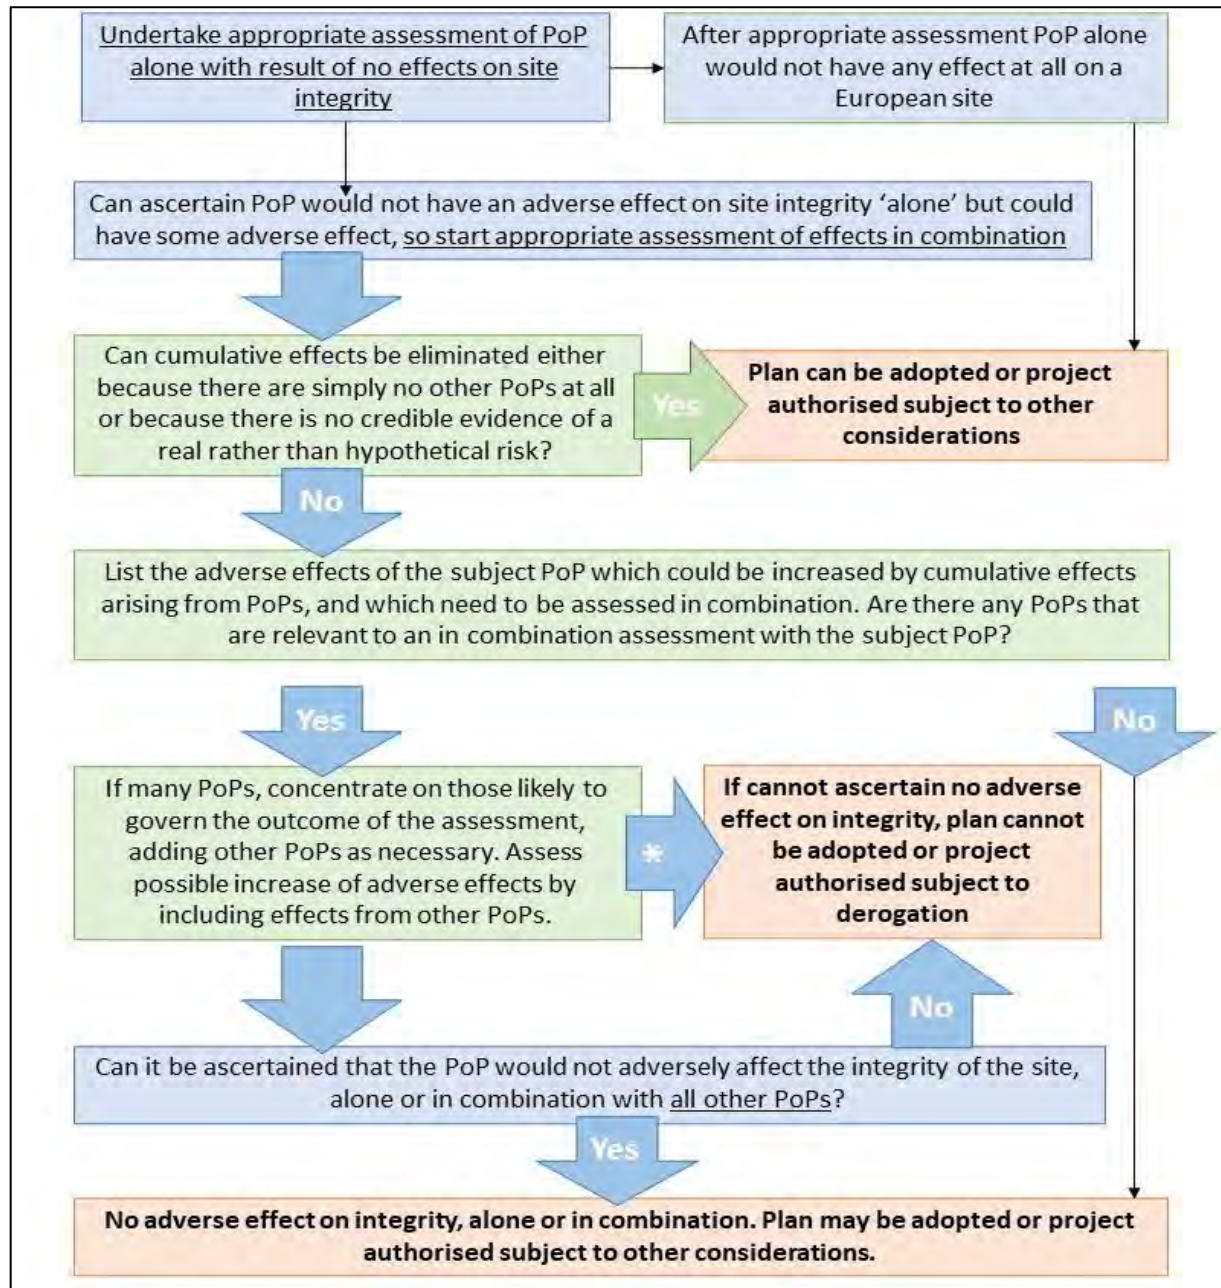 Undertake appropriate assessment of PoP
alone with result of no effects on site
integrity
After appropriate assessment PoP alone
would not have any effect at all on a
European site
Can ascertain PoP would not have an adverse effect on site integrity ‘alone’ but could
have some adverse effect, so start appropriate assessment of effects in combination
Can cumulative effects be eliminated either
because there are simply no other PoPs at all
or because there is no credible evidence of a
real rather than hypothetical risk?
Yes
Plan can be adopted or project
authorised subject to other
considerations
No
List the adverse effects of the subject PoP which could be increased by cumulative effects
arising from PoPs, and which need to be assessed in combination. Are there any PoPs that
are relevant to an in combination assessment with the subject PoP?
Yes
No
If many PoPs, concentrate on those likely to
govern the outcome of the assessment,
adding other PoPs as necessary. Assess
possible increase of adverse effects by
including effects from other PoPs.
*
If cannot ascertain no adverse
effect on integrity, plan cannot
be adopted or project
authorised subject to
derogation
No
Can it be ascertained that the PoP would not adversely affect the integrity of the site,
alone or in combination with all other PoPs?
Yes
No adverse effect on integrity, alone or in combination. Plan may be adopted or project
authorised subject to other considerations.